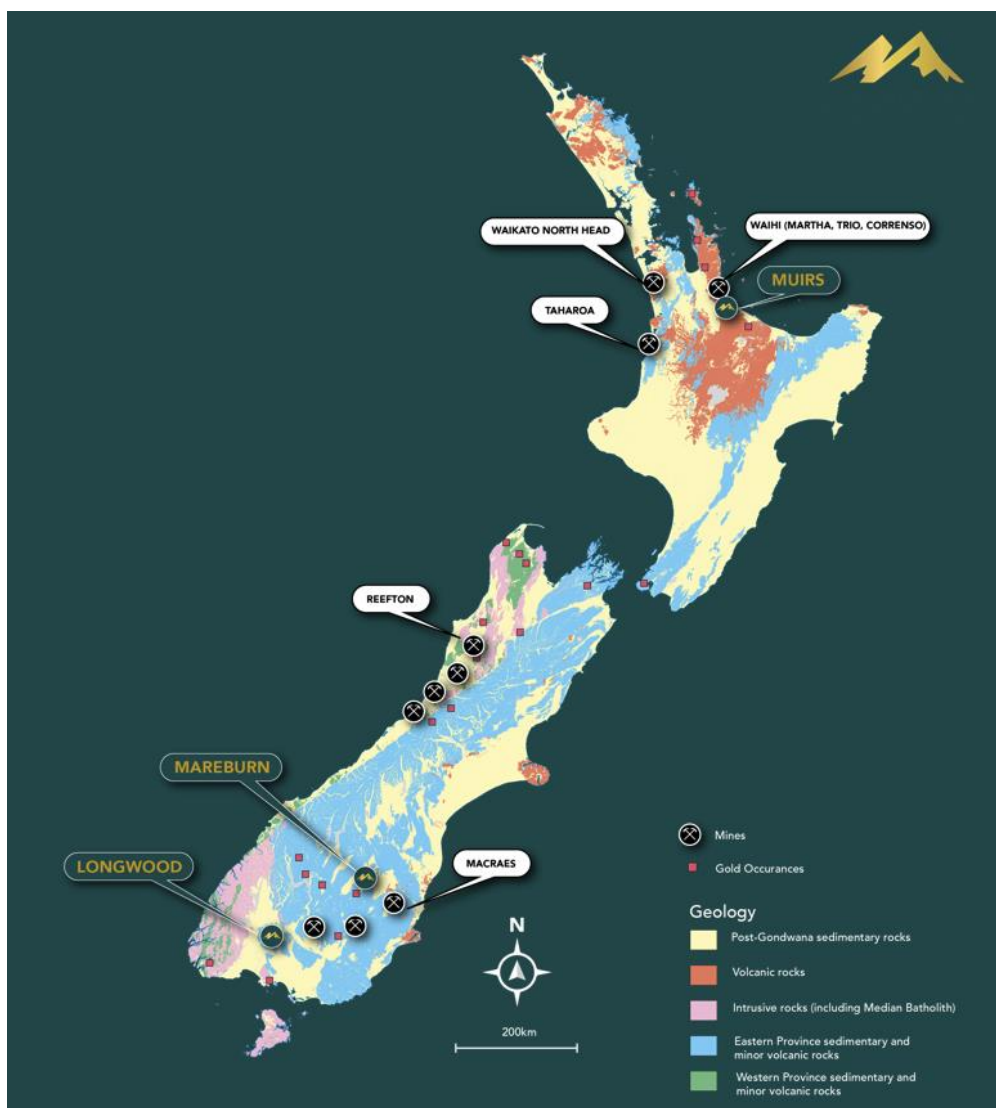 WAIKATO NORTH HEAD
WAIHI (MARTHA, TRIO, CORRENSO)
MUIRS
TAHAROA
REEFTON
MAREBURN
LONGWOOD
MACRAES
Mines
Gold Occurances
N
200km
Geology
Post-Gondwana sedimentary rocks
Volcanic rocks
Intrusive rocks (including Median Batholith)
Eastern Province sedimentary and
minor volcanic rocks
Western Province sedimentary and
minor volcanic rocks